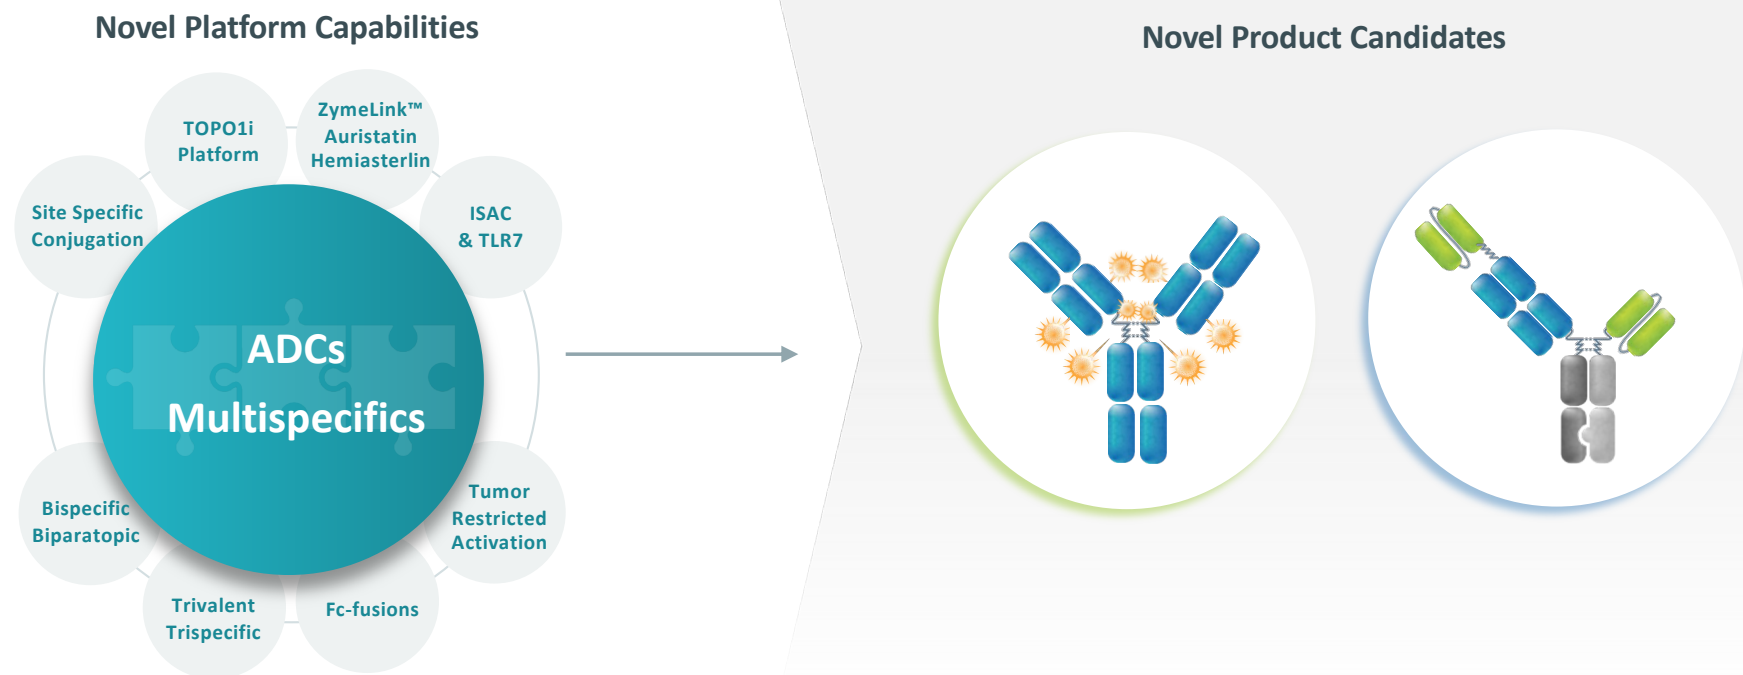 Novel Platform Capabilities
TOPO1i
Platform
ZymeLink™
Auristatin
Hemiasterlin
Site Specific
Conjugation
ISAC
& TLR7
ADCs
Multispecifics
Bispecific
Biparatopic
Tumor
Restricted
Activation
Trivalent
Trispecific
Fc-fusions
Novel Product Candidates